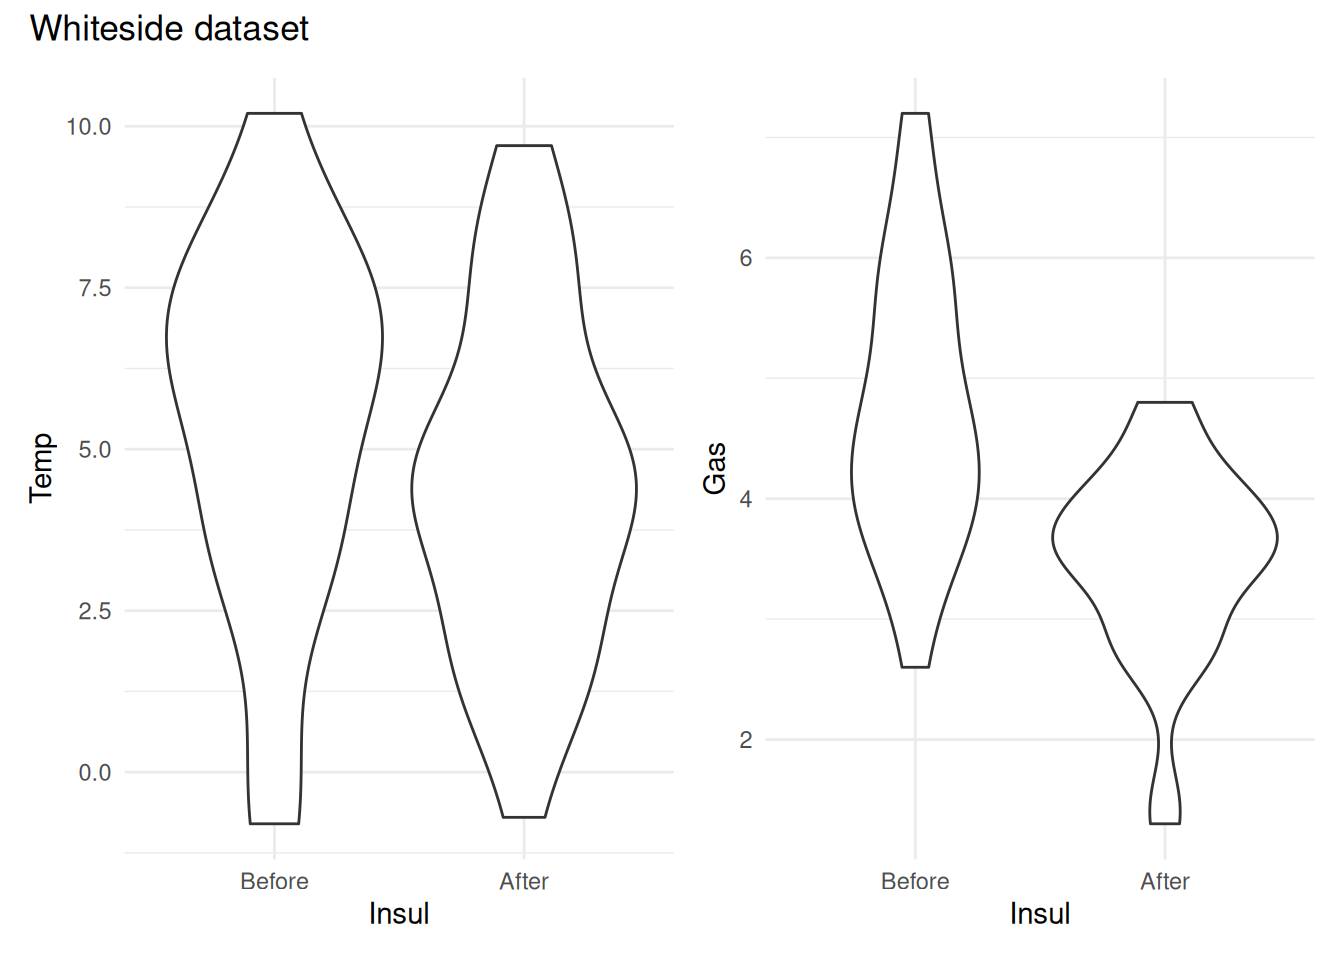 Whiteside dataset
Temp
10.0
7.5
5.0
2.5
0.0
Before After
Insul
Gas
6
4
2
Before After
Insul